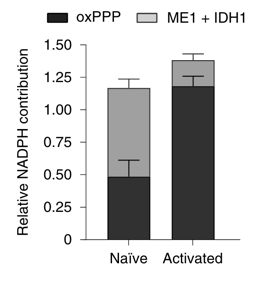 oxPPP ME1 + IDH1
Relative NADPH contribution
1.50
1.25
1.00
0.75
0.50
0.25
0
Naïve Activated